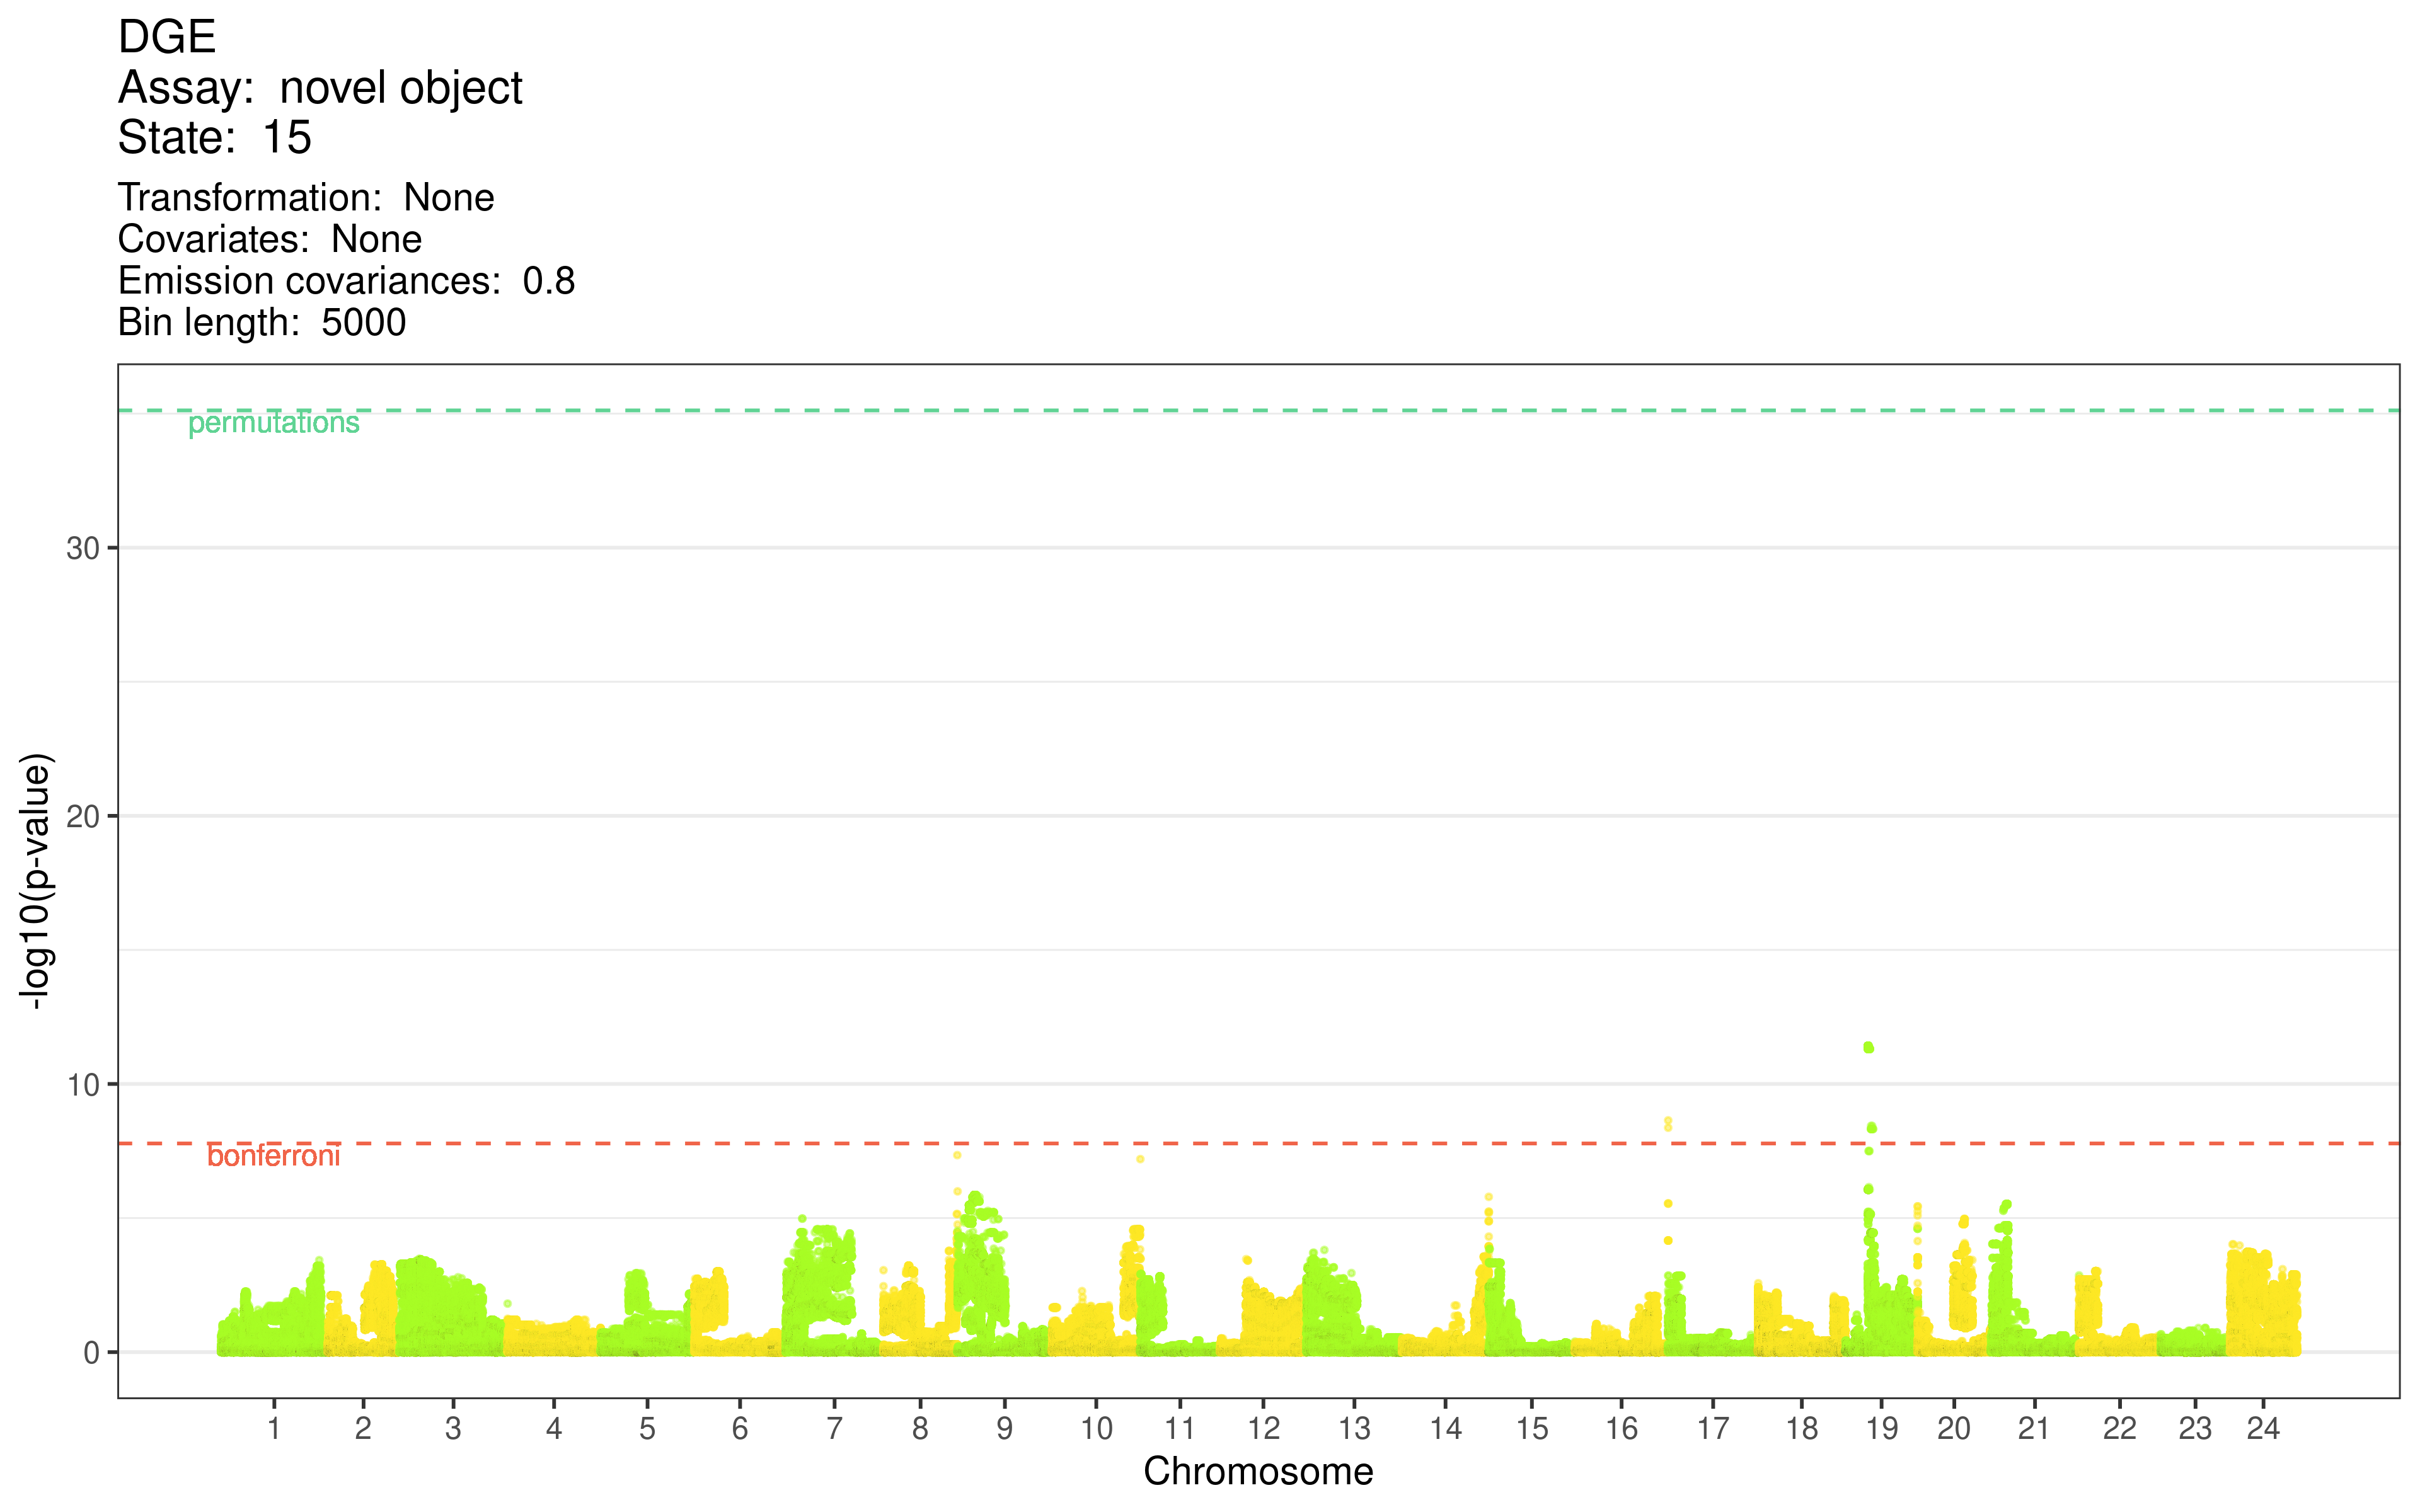 DGE
Assay:  novel object
State:  15
Transformation:  None
Covariates:  None
Emission covariances:  0.8
Bin length:  5000
permutations
30
20
10
bonferroni
0
-log10(p-value)
1 2 3 4 5 6 7 8 9 10 11 12 13 14 15 16 17 18 19 20 21 22 23 24
Chromosome